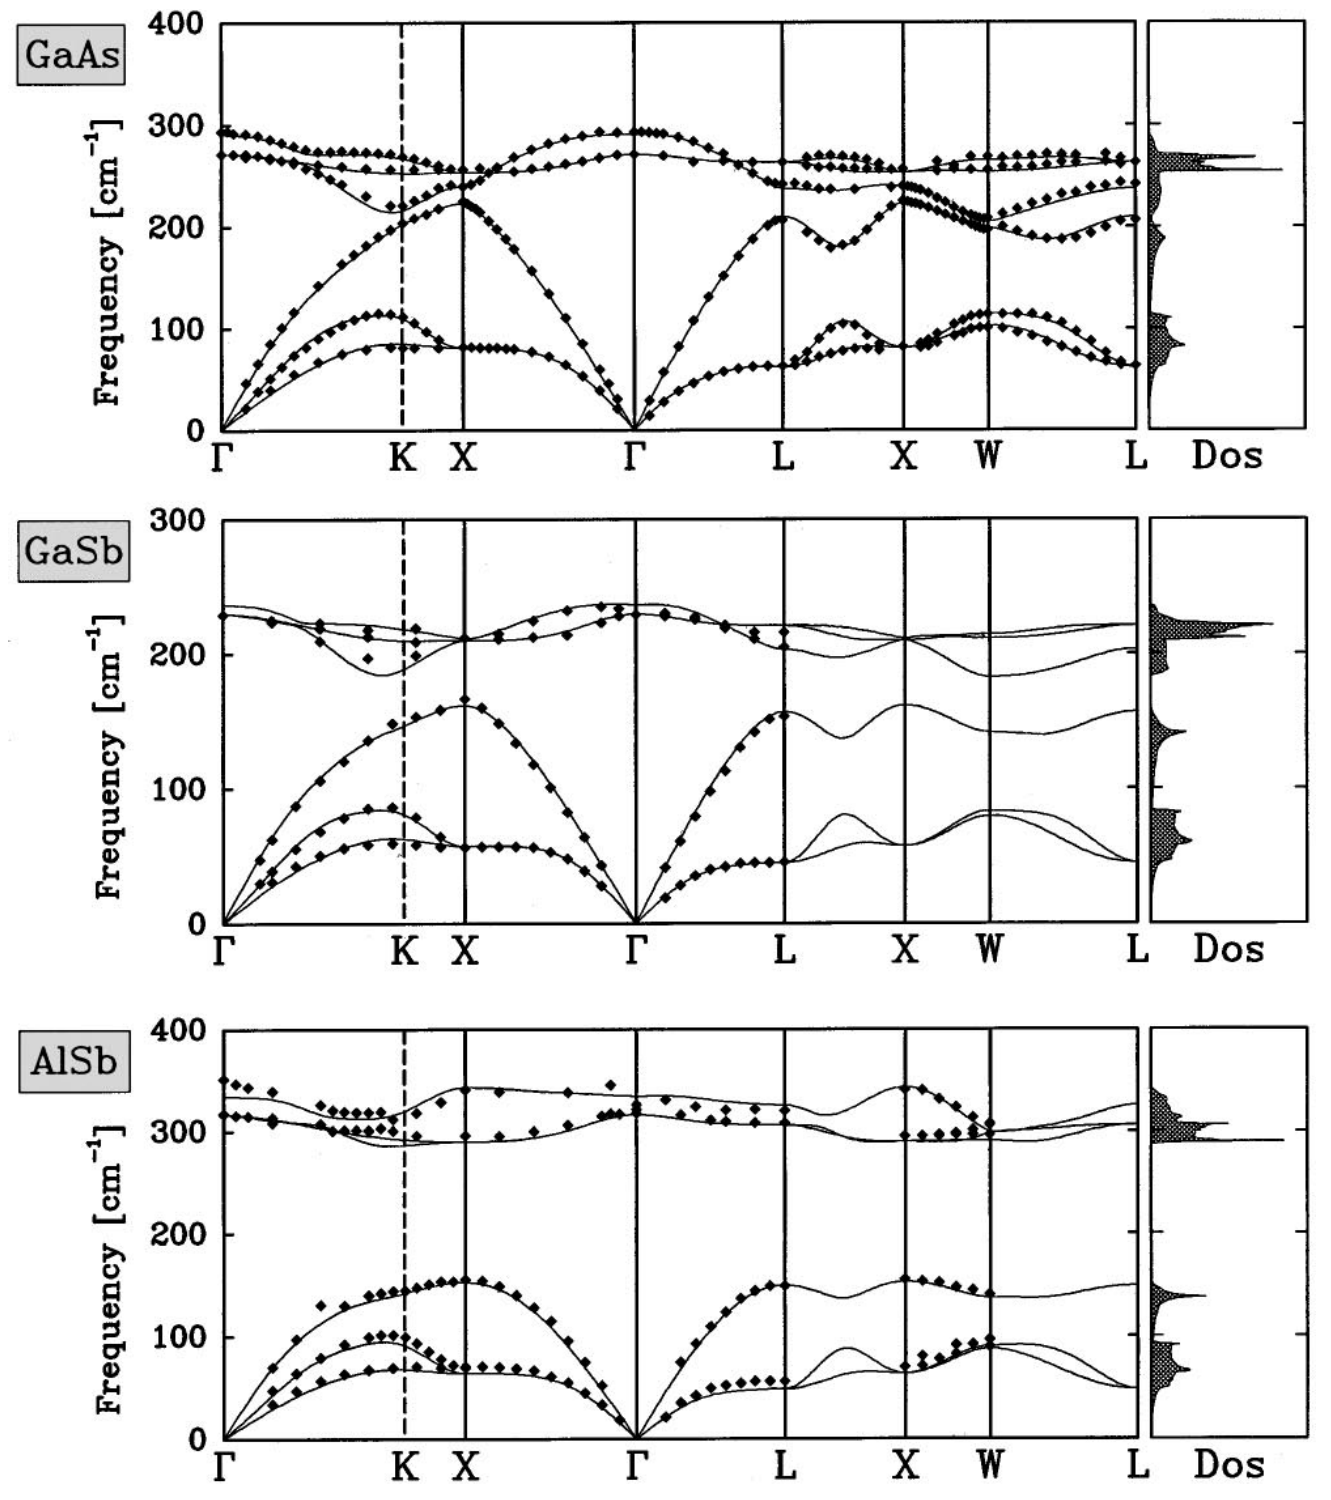 GaAs
Frequency [cm⁻¹]
400
300
200
100
0
Γ K X Γ L X W L Dos
GaSb
Frequency [cm⁻¹]
300
200
100
0
Γ K X Γ L X W L Dos
AlSb
Frequency [cm⁻¹]
400
300
200
100
0
Γ K X Γ L X W L Dos